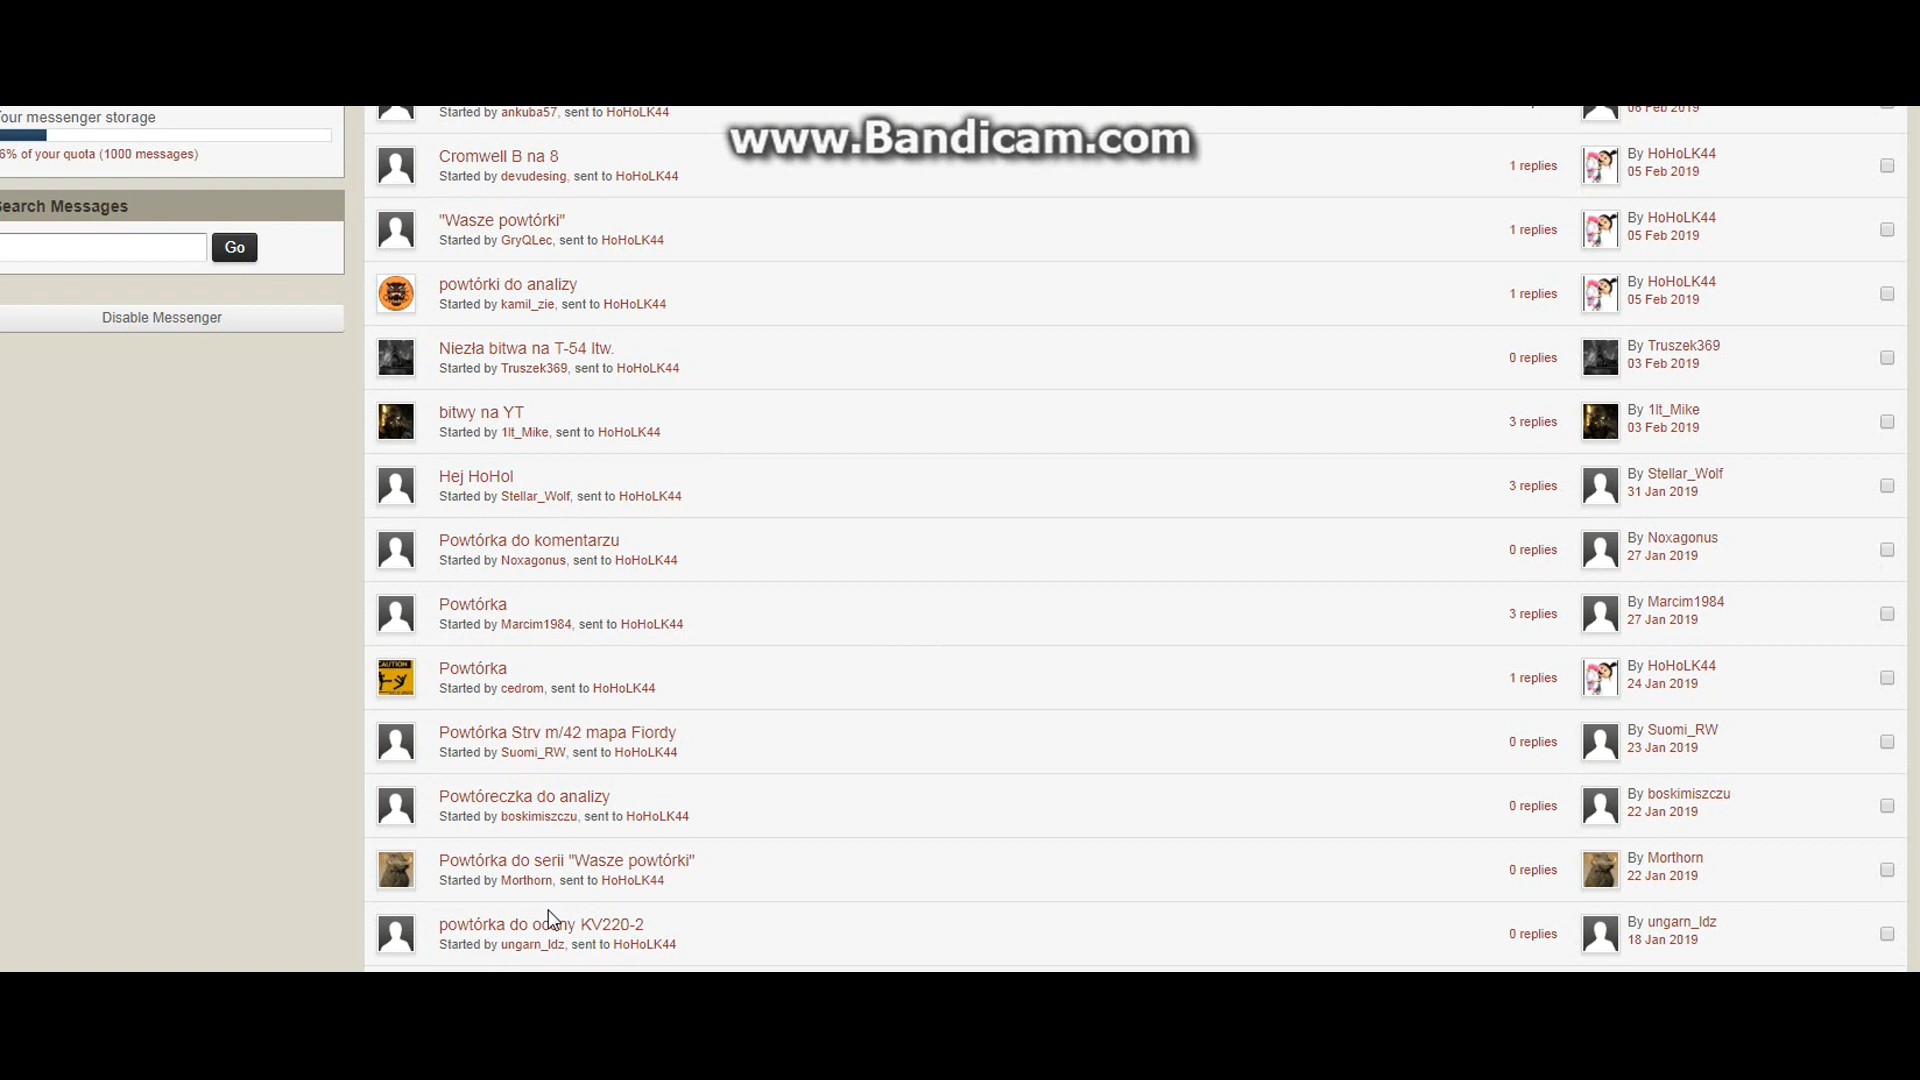 Started by ankuba57, sent to HoHoLK44
06 Feb 2019
our messenger storage
6% of your quota (1000 messages)
Search Messages
Go
Disable Messenger
www.Bandicam.com
Cromwell B na 8
Started by devudesing, sent to HoHoLK44
1 replies
By HoHoLK44
05 Feb 2019
"Wasze powtórki"
Started by GryQLec, sent to HoHoLK44
1 replies
By HoHoLK44
05 Feb 2019
powtórki do analizy
Started by kamil_zie, sent to HoHoLK44
1 replies
By HoHoLK44
05 Feb 2019
Niezła bitwa na T-54 ltw.
Started by Truszek369, sent to HoHoLK44
0 replies
By Truszek369
03 Feb 2019
bitwy na YT
Started by 1lt_Mike, sent to HoHoLK44
3 replies
By 1lt_Mike
03 Feb 2019
Hej HoHol
Started by Stellar_Wolf, sent to HoHoLK44
3 replies
By Stellar_Wolf
31 Jan 2019
Powtórka do komentarzu
Started by Noxagonus, sent to HoHoLK44
0 replies
By Noxagonus
27 Jan 2019
Powtórka
Started by Marcim1984, sent to HoHoLK44
3 replies
By Marcim1984
27 Jan 2019
CAUTION
Powtórka
Started by cedrom, sent to HoHoLK44
1 replies
By HoHoLK44
24 Jan 2019
Powtórka Strv m/42 mapa Fiordy
Started by Suomi_RW, sent to HoHoLK44
0 replies
By Suomi_RW
23 Jan 2019
Powtóreczka do analizy
Started by boskimiszczu, sent to HoHoLK44
0 replies
By boskimiszczu
22 Jan 2019
Powtórka do serii "Wasze powtórki"
Started by Morthorn, sent to HoHoLK44
0 replies
By Morthorn
22 Jan 2019
powtórka do oceny KV220-2
Started by ungarn_ldz, sent to HoHoLK44
0 replies
By ungarn_ldz
18 Jan 2019